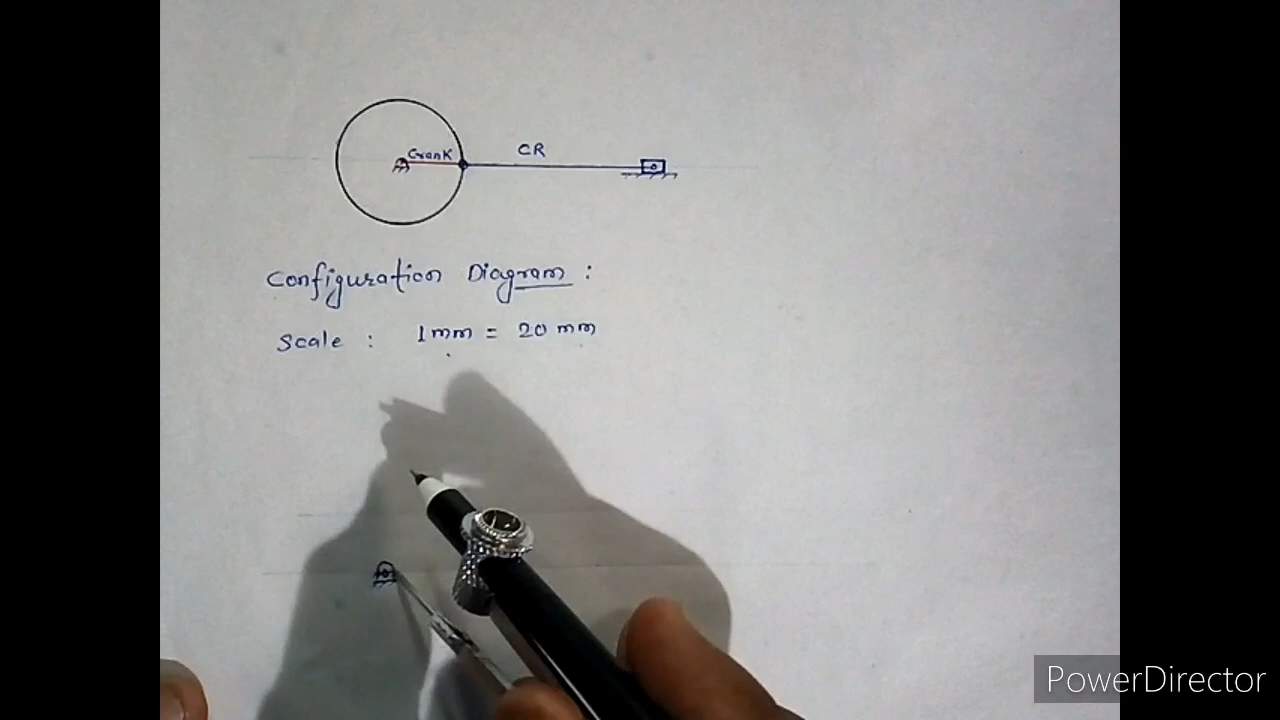 Crank
CR
Configuration Diagram :
Scale : 1mm = 20 mm
PowerDirector